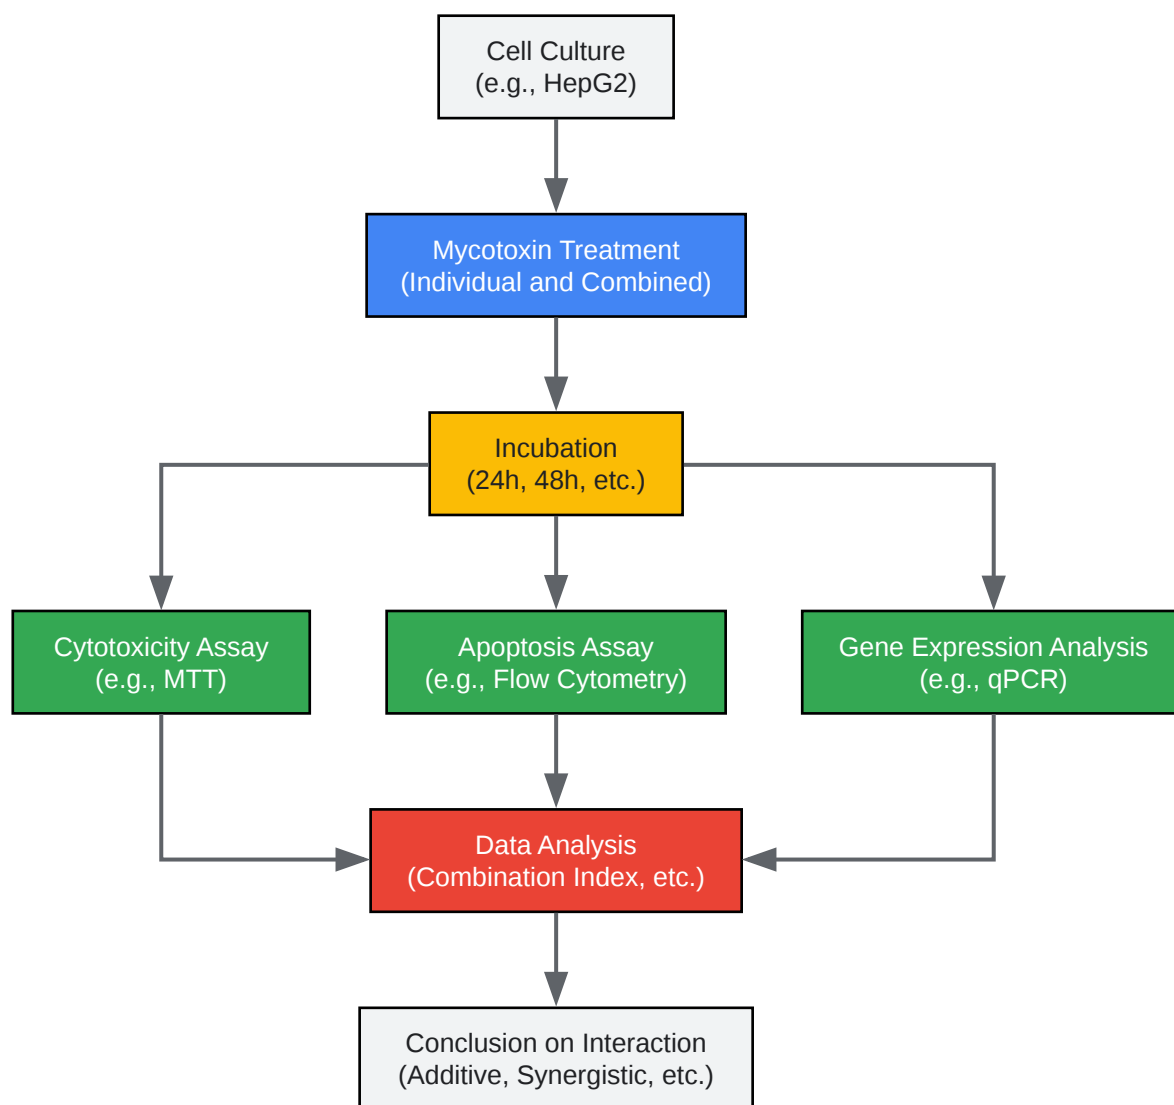 Cell Culture
(e.g., HepG2)
Mycotoxin Treatment
(Individual and Combined)
Incubation
(24h, 48h, etc.)
Cytotoxicity Assay
(e.g., MTT)
Apoptosis Assay
(e.g., Flow Cytometry)
Gene Expression Analysis
(e.g., qPCR)
Data Analysis
(Combination Index, etc.)
Conclusion on Interaction
(Additive, Synergistic, etc.)